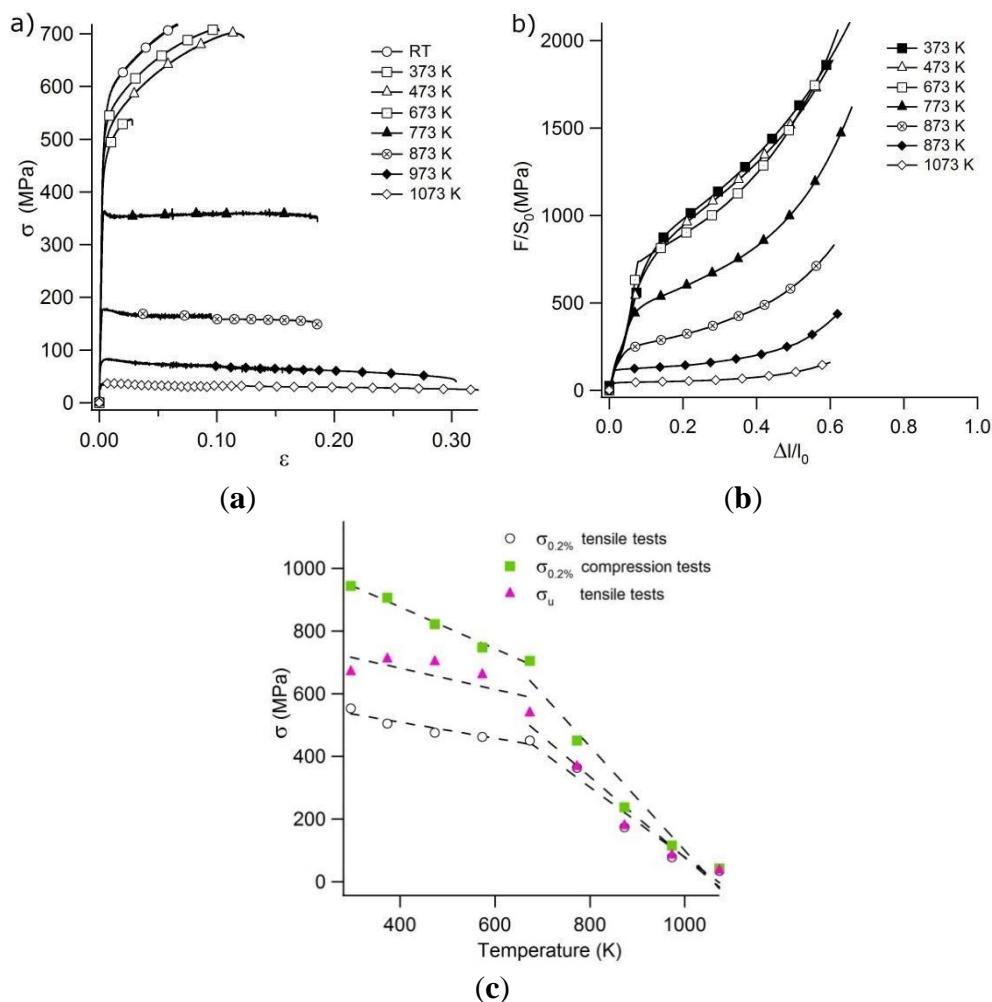 a)
700
600
500
400
300
200
100
0
σ (MPa)
0.00
0.10
0.20
0.30
ε
RT
373 K
473 K
673 K
773 K
873 K
973 K
1073 K
(a)
b)
2000
1500
1000
500
0
F/S₀(MPa)
0.0
0.2
0.4
0.6
0.8
1.0
Δl/l₀
373 K
473 K
673 K
773 K
873 K
873 K
1073 K
(b)
σ0.2% tensile tests
σ0.2% compression tests
σu tensile tests
1000
800
600
400
200
0
σ (MPa)
400
600
800
1000
Temperature (K)
(c)